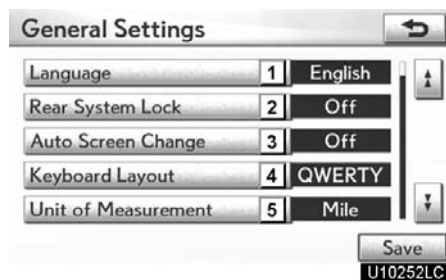 General Settings
Language 1 English
Rear System Lock 2 Off
Auto Screen Change 3 Off
Keyboard Layout 4 QWERTY
Unit of Measurement 5 Mile
Save
U10252LC